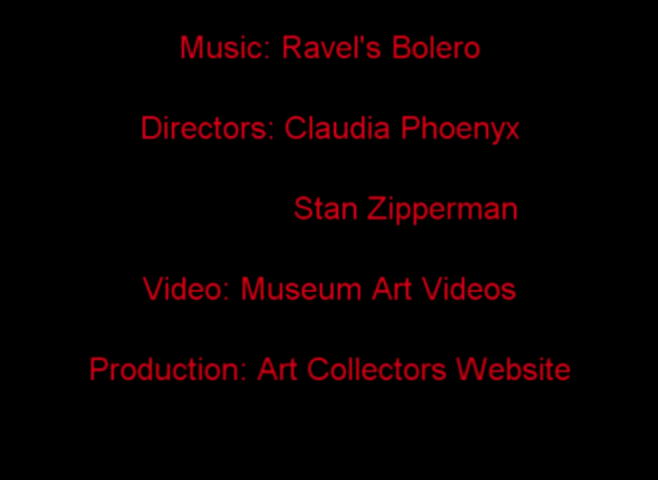 Music: Ravel's Bolero
Directors: Claudia Phoenyx
Stan Zipperman
Video: Museum Art Videos
Production: Art Collectors Website